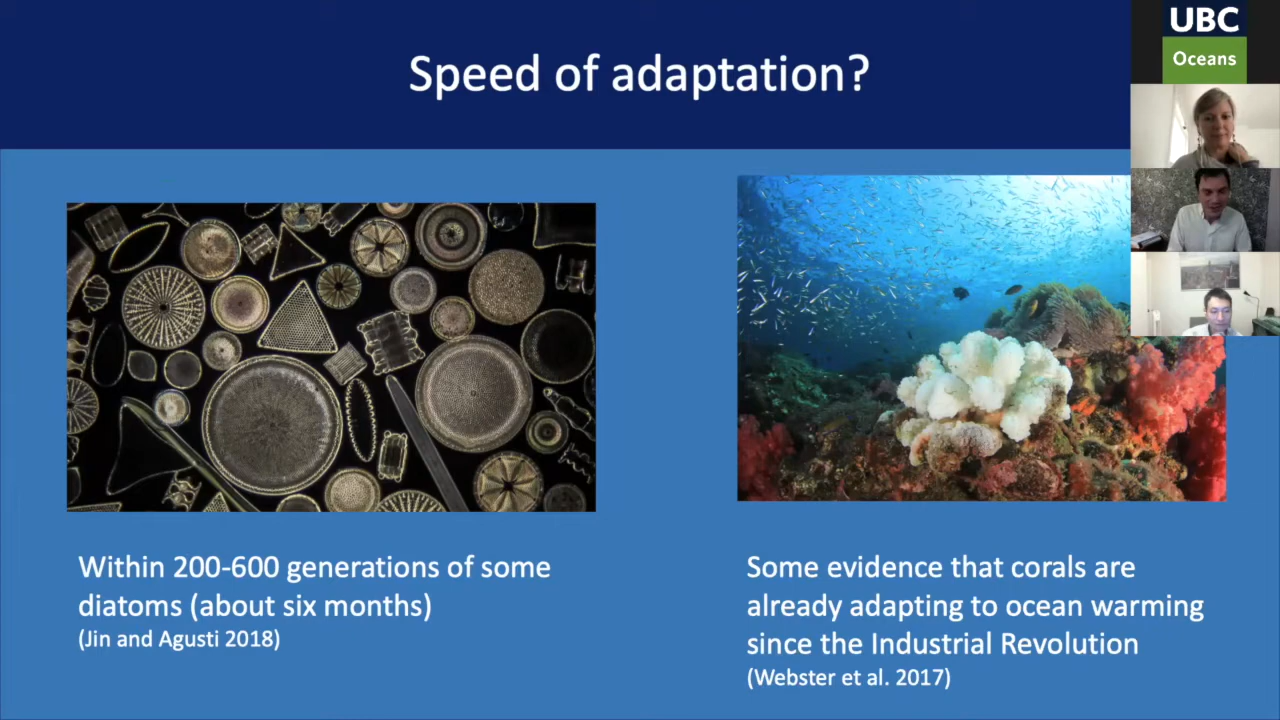 Speed of adaptation?
UBC
Oceans
Within 200-600 generations of some
diatoms (about six months)
(Jin and Agusti 2018)
Some evidence that corals are
already adapting to ocean warming
since the Industrial Revolution
(Webster et al. 2017)